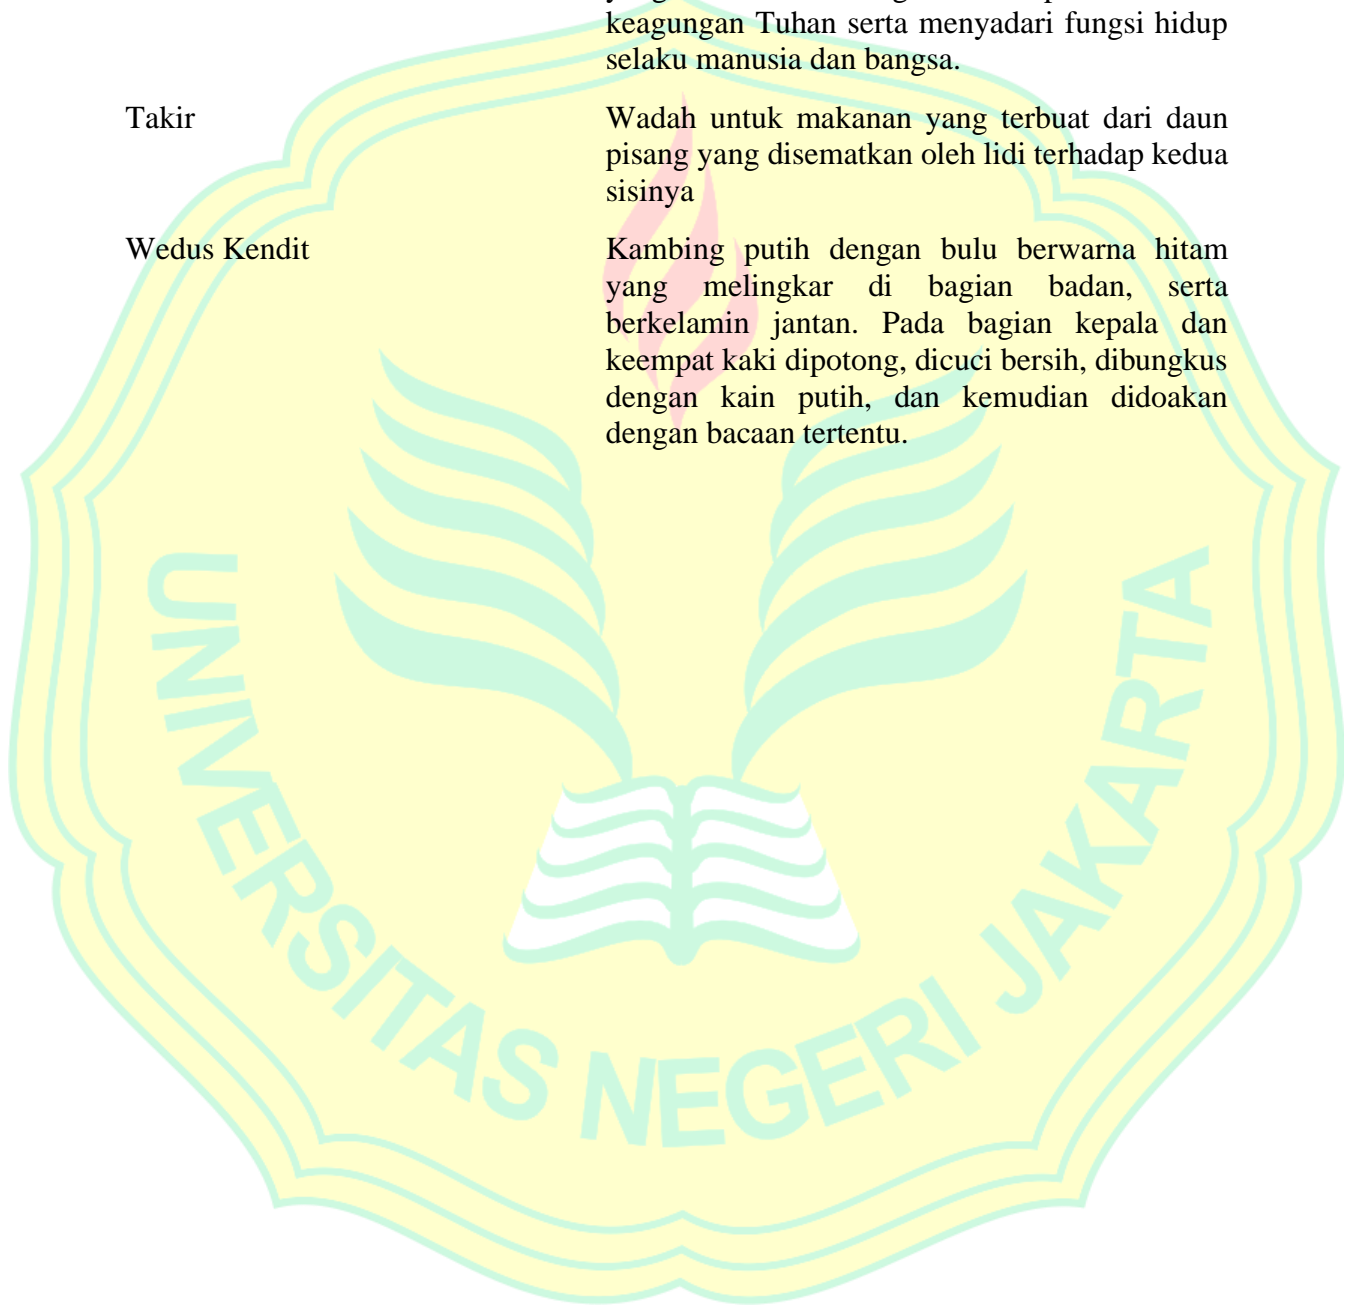 keagungan Tuhan serta menyadari fungsi hidup
selaku manusia dan bangsa.
Takir
Wadah untuk makanan yang terbuat dari daun
pisang yang disematkan oleh lidi terhadap kedua
sisinya
Wedus Kendit
Kambing putih dengan bulu berwarna hitam
yang melingkar di bagian badan, serta
berkelamin jantan. Pada bagian kepala dan
keempat kaki dipotong, dicuci bersih, dibungkus
dengan kain putih, dan kemudian didoakan
dengan bacaan tertentu.
UNIVERSITAS NEGERI JAKARTA